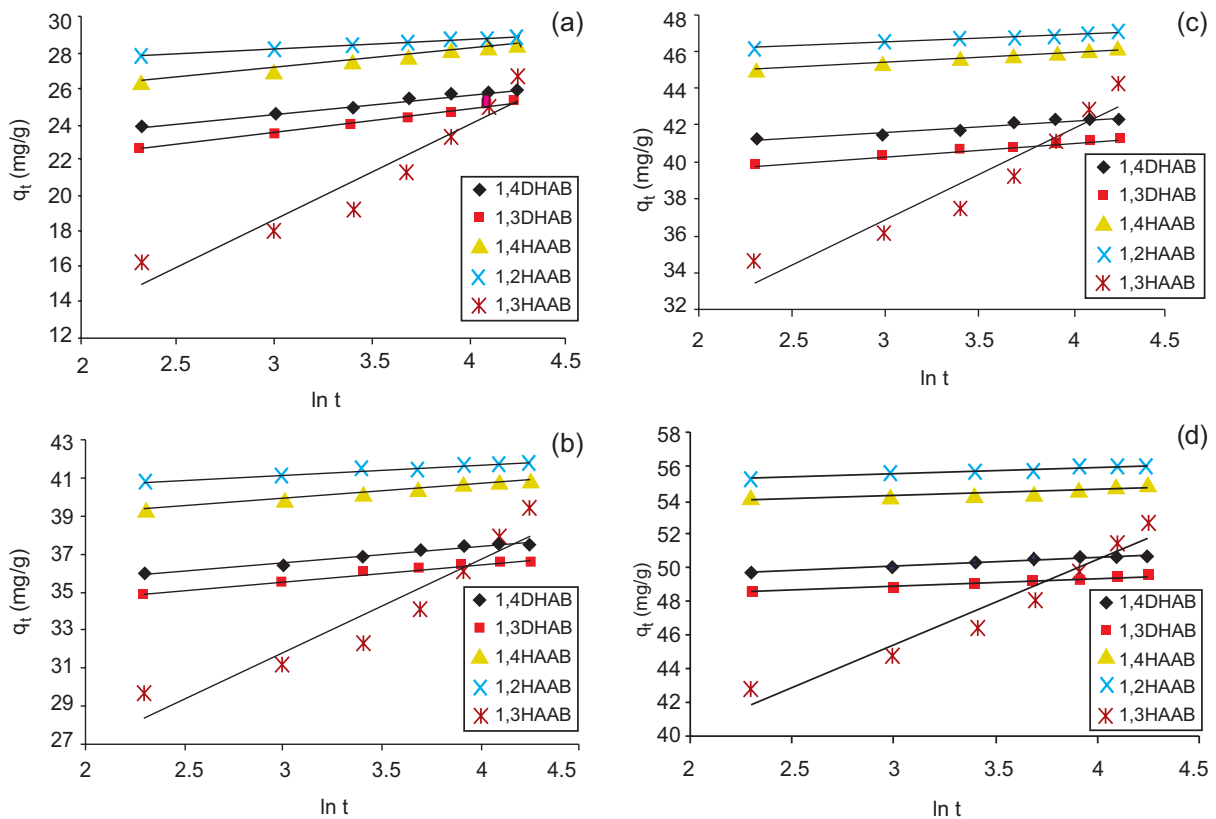 (a)
30
28
26
24
22
20
18
16
14
12
q_t (mg/g)
2 2.5 3 3.5 4 4.5
ln t
1,4DHAB
1,3DHAB
1,4HAAB
1,2HAAB
1,3HAAB
(c)
48
46
44
42
40
38
36
34
32
q_t (mg/g)
2 2.5 3 3.5 4 4.5
ln t
1,4DHAB
1,3DHAB
1,4HAAB
1,2HAAB
1,3HAAB
(b)
43
41
39
37
35
33
31
29
27
q_t (mg/g)
2 2.5 3 3.5 4 4.5
ln t
1,4DHAB
1,3DHAB
1,4HAAB
1,2HAAB
1,3HAAB
(d)
58
56
54
52
50
48
46
44
42
40
q_t (mg/g)
2 2.5 3 3.5 4 4.5
ln t
1,4DHAB
1,3DHAB
1,4HAAB
1,2HAAB
1,3HAAB